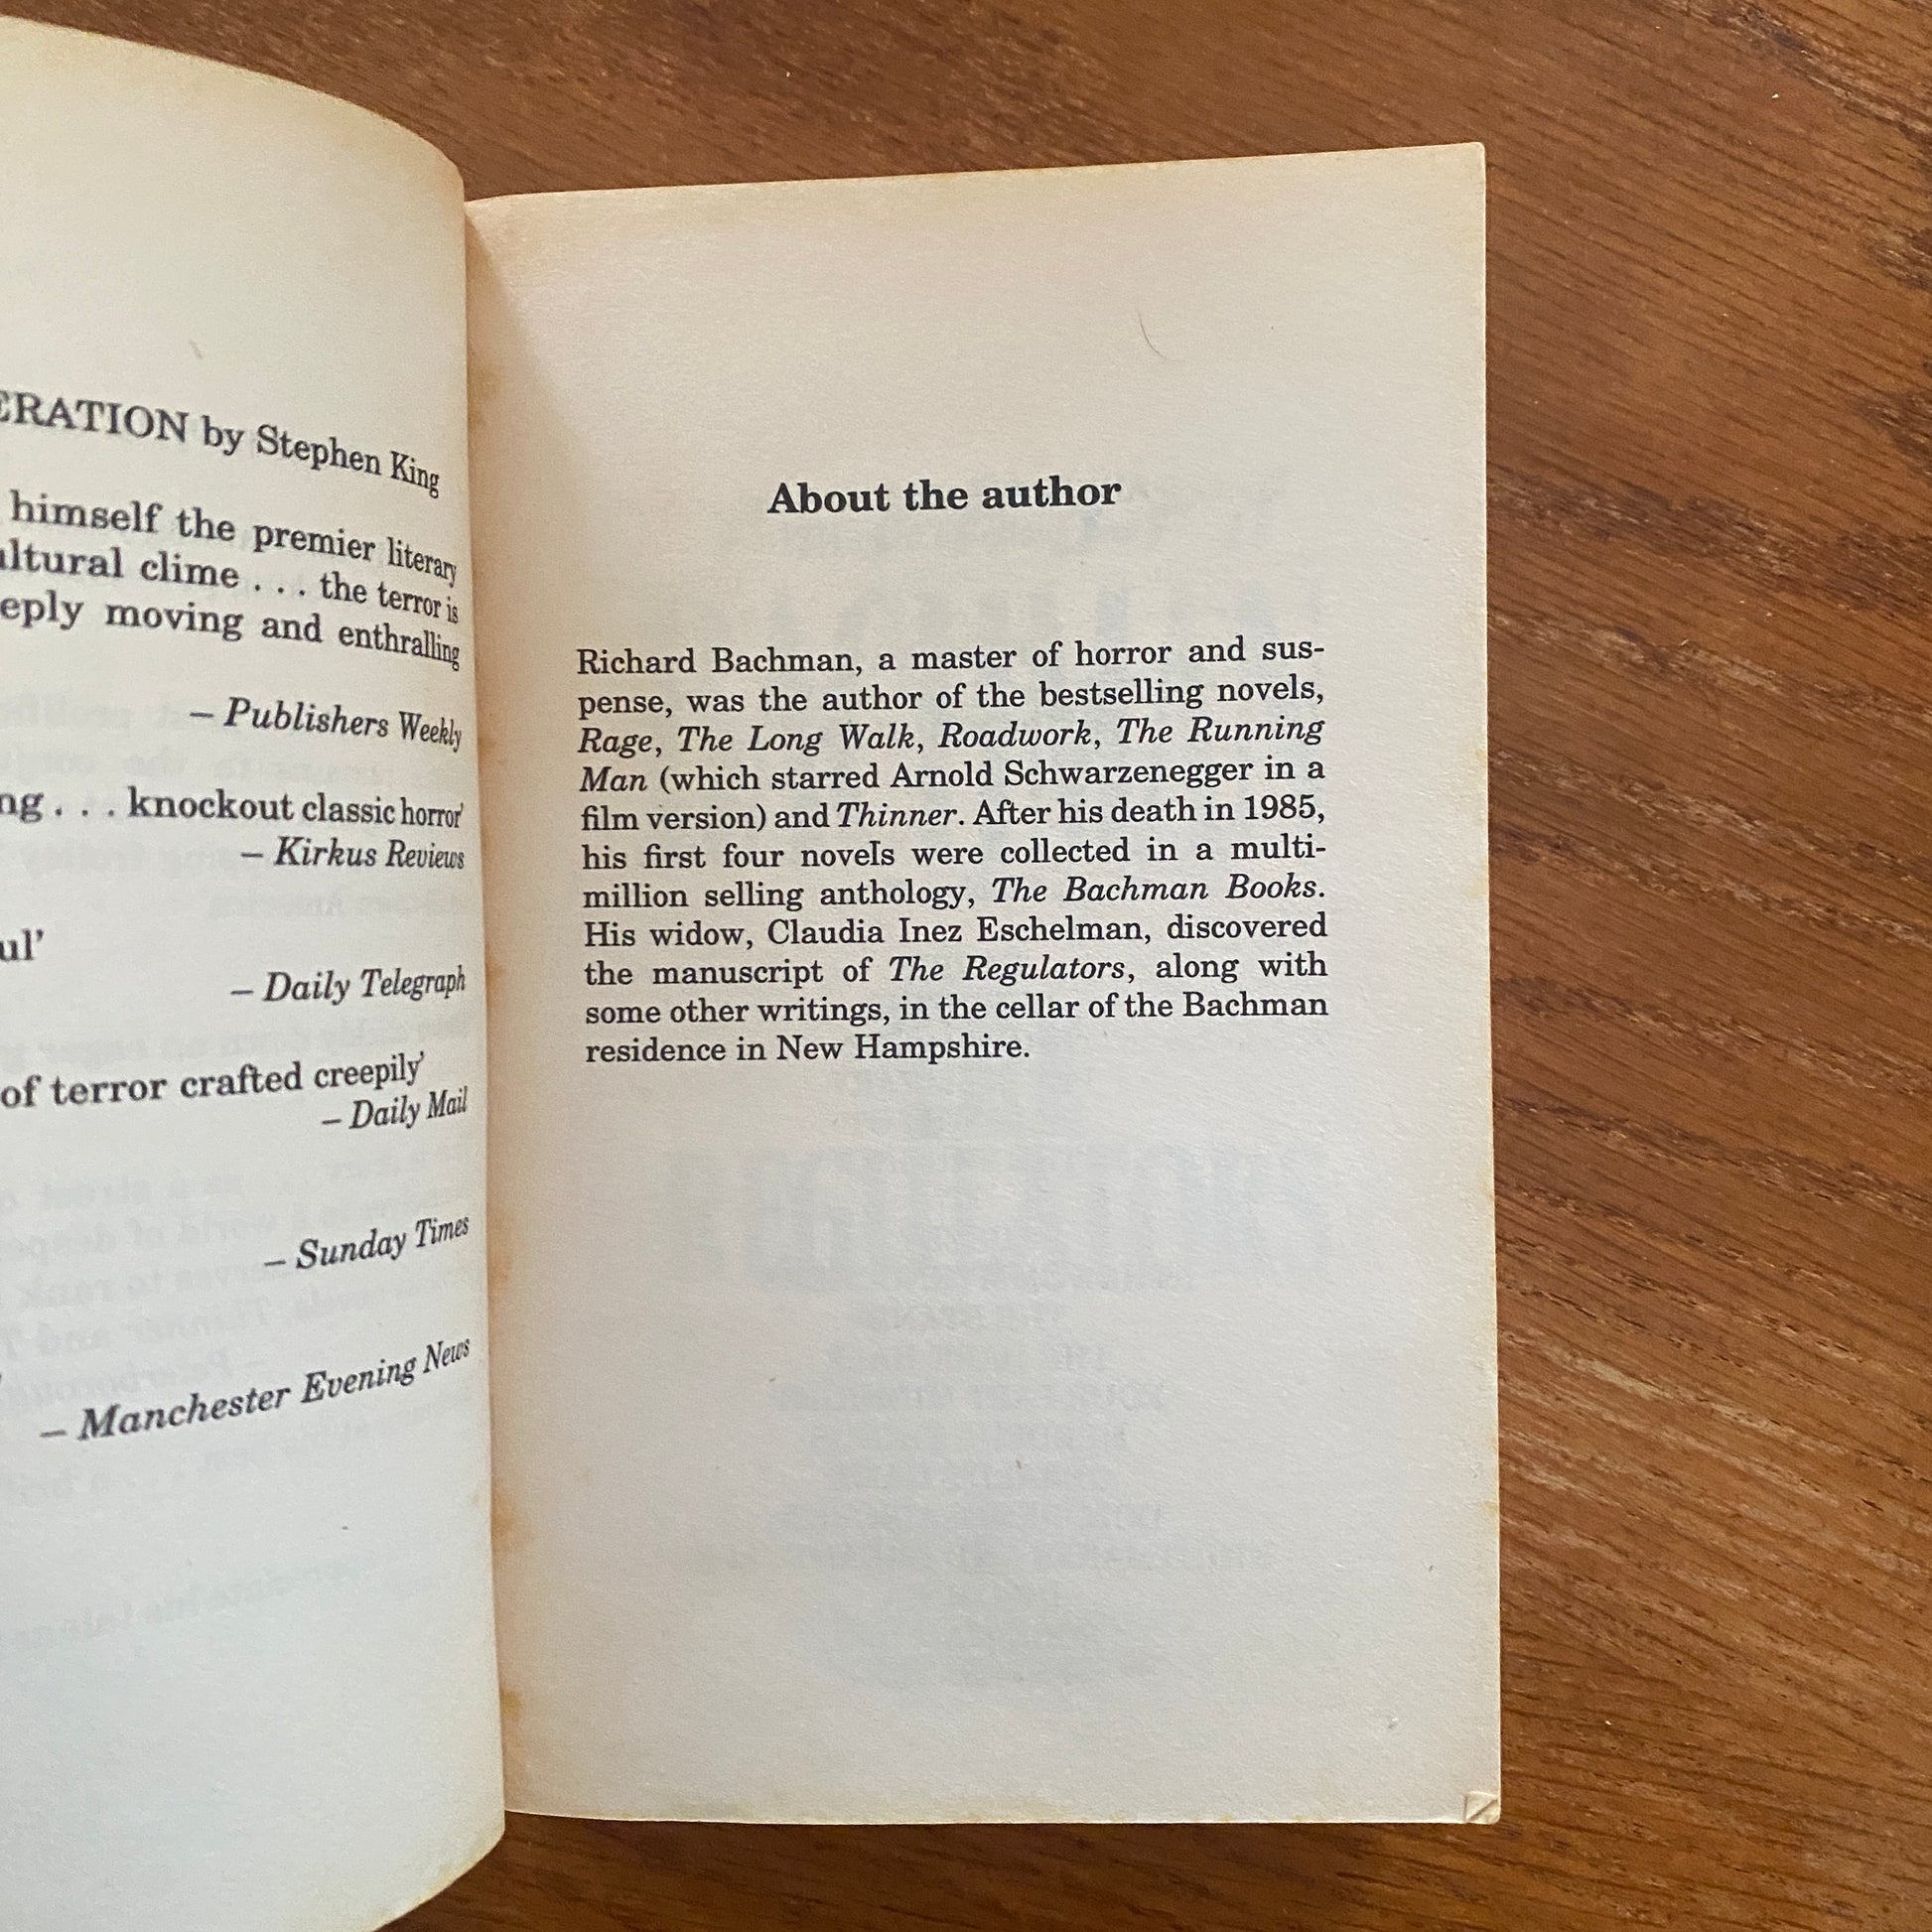 ERATION by Stephen King
himself the premier literary
ultural clime . . . the terror is
eply moving and enthralling
– Publishers Weekly
ng . . . knockout classic horror'
– Kirkus Reviews
ul'
– Daily Telegraph
of terror crafted creepily'
– Daily Mail
– Sunday Times
– Manchester Evening News
About the author
Richard Bachman, a master of horror and sus-
pense, was the author of the bestselling novels,
Rage, The Long Walk, Roadwork, The Running
Man (which starred Arnold Schwarzenegger in a
film version) and Thinner. After his death in 1985,
his first four novels were collected in a multi-
million selling anthology, The Bachman Books.
His widow, Claudia Inez Eschelman, discovered
the manuscript of The Regulators, along with
some other writings, in the cellar of the Bachman
residence in New Hampshire.